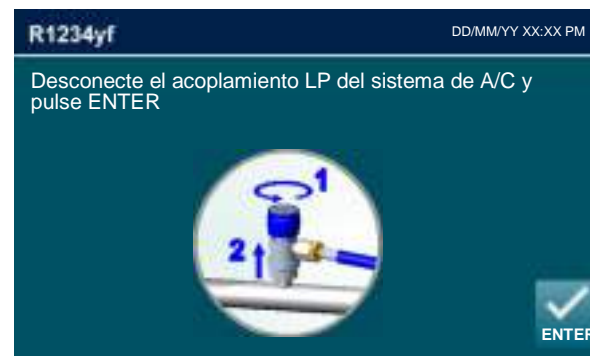 R1234yf
DD/MM/YY XX:XX PM
Desconecte el acoplamiento LP del sistema de A/C y
pulse ENTER
1
2
ENTER